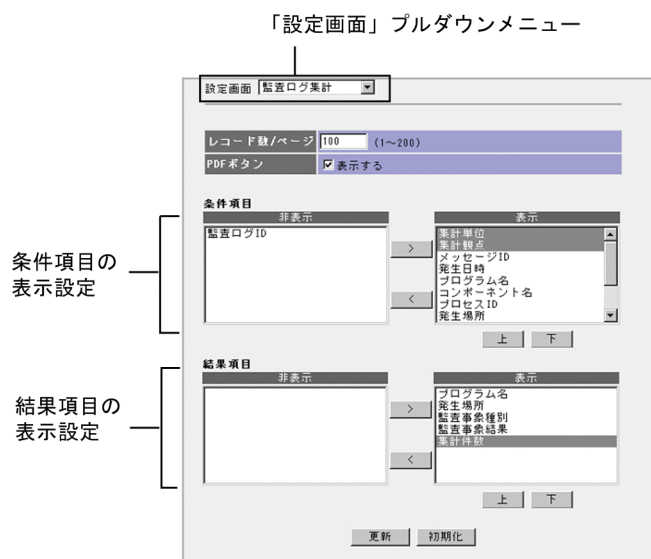 「設定画面」プルダウンメニュー
設定画面 監査ログ集計
レコード数/ページ 100 (1～200)
PDFボタン 表示する
条件項目
非表示 表示
監査ログID
集計単位
集計観点
メッセージID
発生日時
プログラム名
コンポーネント名
プロセスID
発生場所
>
<
上 下
条件項目の
表示設定
結果項目
非表示 表示
プログラム名
発生場所
監査事象種別
監査事象結果
集計件数
>
<
上 下
結果項目の
表示設定
更新 初期化